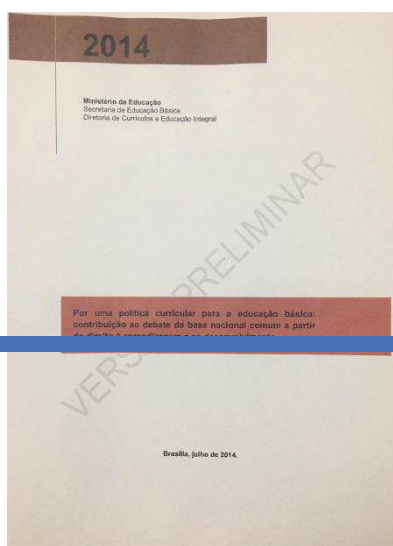 2014
Ministério da Educação
Secretaria de Educação Básica
Diretoria de Currículos e Educação Integral
PRELIMINAR
Por uma política curricular para a educação básica:
contribuição ao debate da base nacional comum a partir
Brasília, julho de 2014.